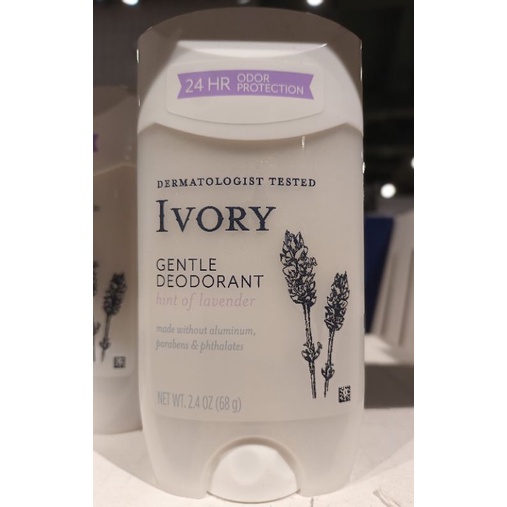 24 HR ODOR PROTECTION
DERMATOLOGIST TESTED
IVORY
GENTLE
DEODORANT
hint of lavender
made without aluminum,
parabens & phthalates
NET WT. 2.4 OZ (68 g)